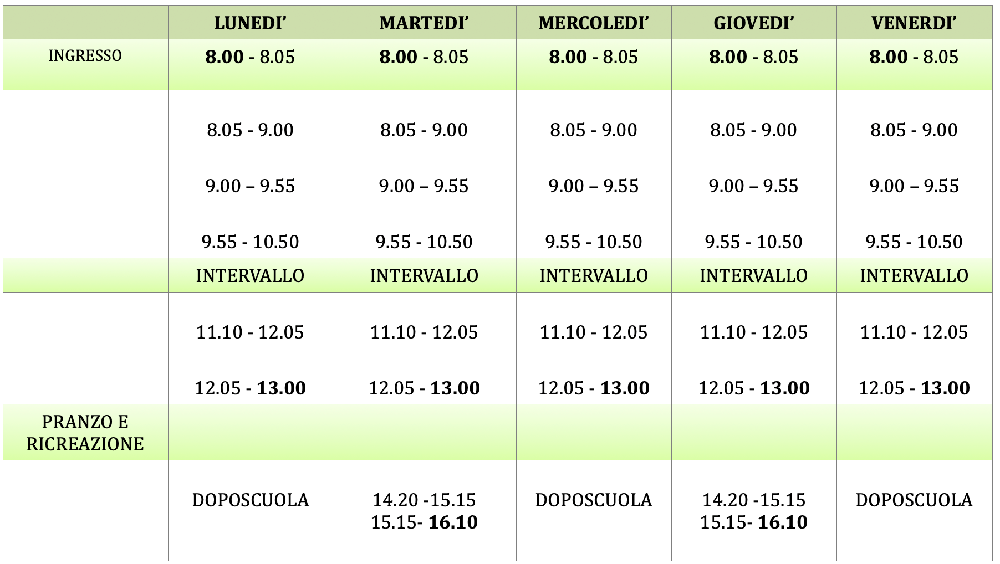 LUNEDI’ MARTEDI’ MERCOLEDI’ GIOVEDI’ VENERDI’
INGRESSO 8.00 - 8.05 8.00 - 8.05 8.00 - 8.05 8.00 - 8.05 8.00 - 8.05
8.05 - 9.00 8.05 - 9.00 8.05 - 9.00 8.05 - 9.00 8.05 - 9.00
9.00 – 9.55 9.00 – 9.55 9.00 – 9.55 9.00 – 9.55 9.00 – 9.55
9.55 - 10.50 9.55 - 10.50 9.55 - 10.50 9.55 - 10.50 9.55 - 10.50
INTERVALLO INTERVALLO INTERVALLO INTERVALLO INTERVALLO
11.10 - 12.05 11.10 - 12.05 11.10 - 12.05 11.10 - 12.05 11.10 - 12.05
12.05 - 13.00 12.05 - 13.00 12.05 - 13.00 12.05 - 13.00 12.05 - 13.00
PRANZO E
RICREAZIONE
DOPOSCUOLA 14.20 -15.15 DOPOSCUOLA 14.20 -15.15 DOPOSCUOLA
15.15- 16.10 15.15- 16.10